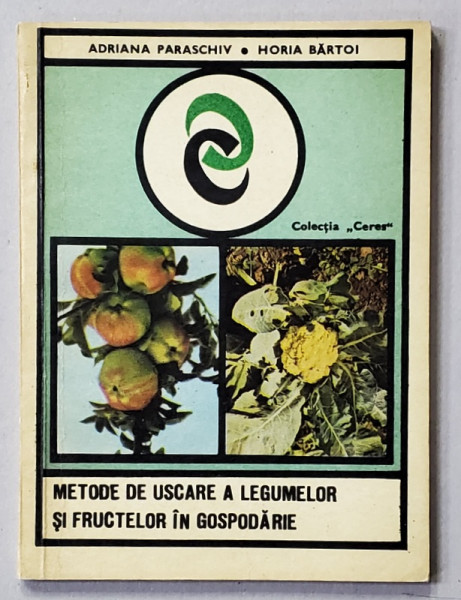 ADRIANA PARASCHIV • HORIA BĂRTOI
Colecția „Ceres“
METODE DE USCARE A LEGUMELOR
ȘI FRUCTELOR ÎN GOSPODĂRIE